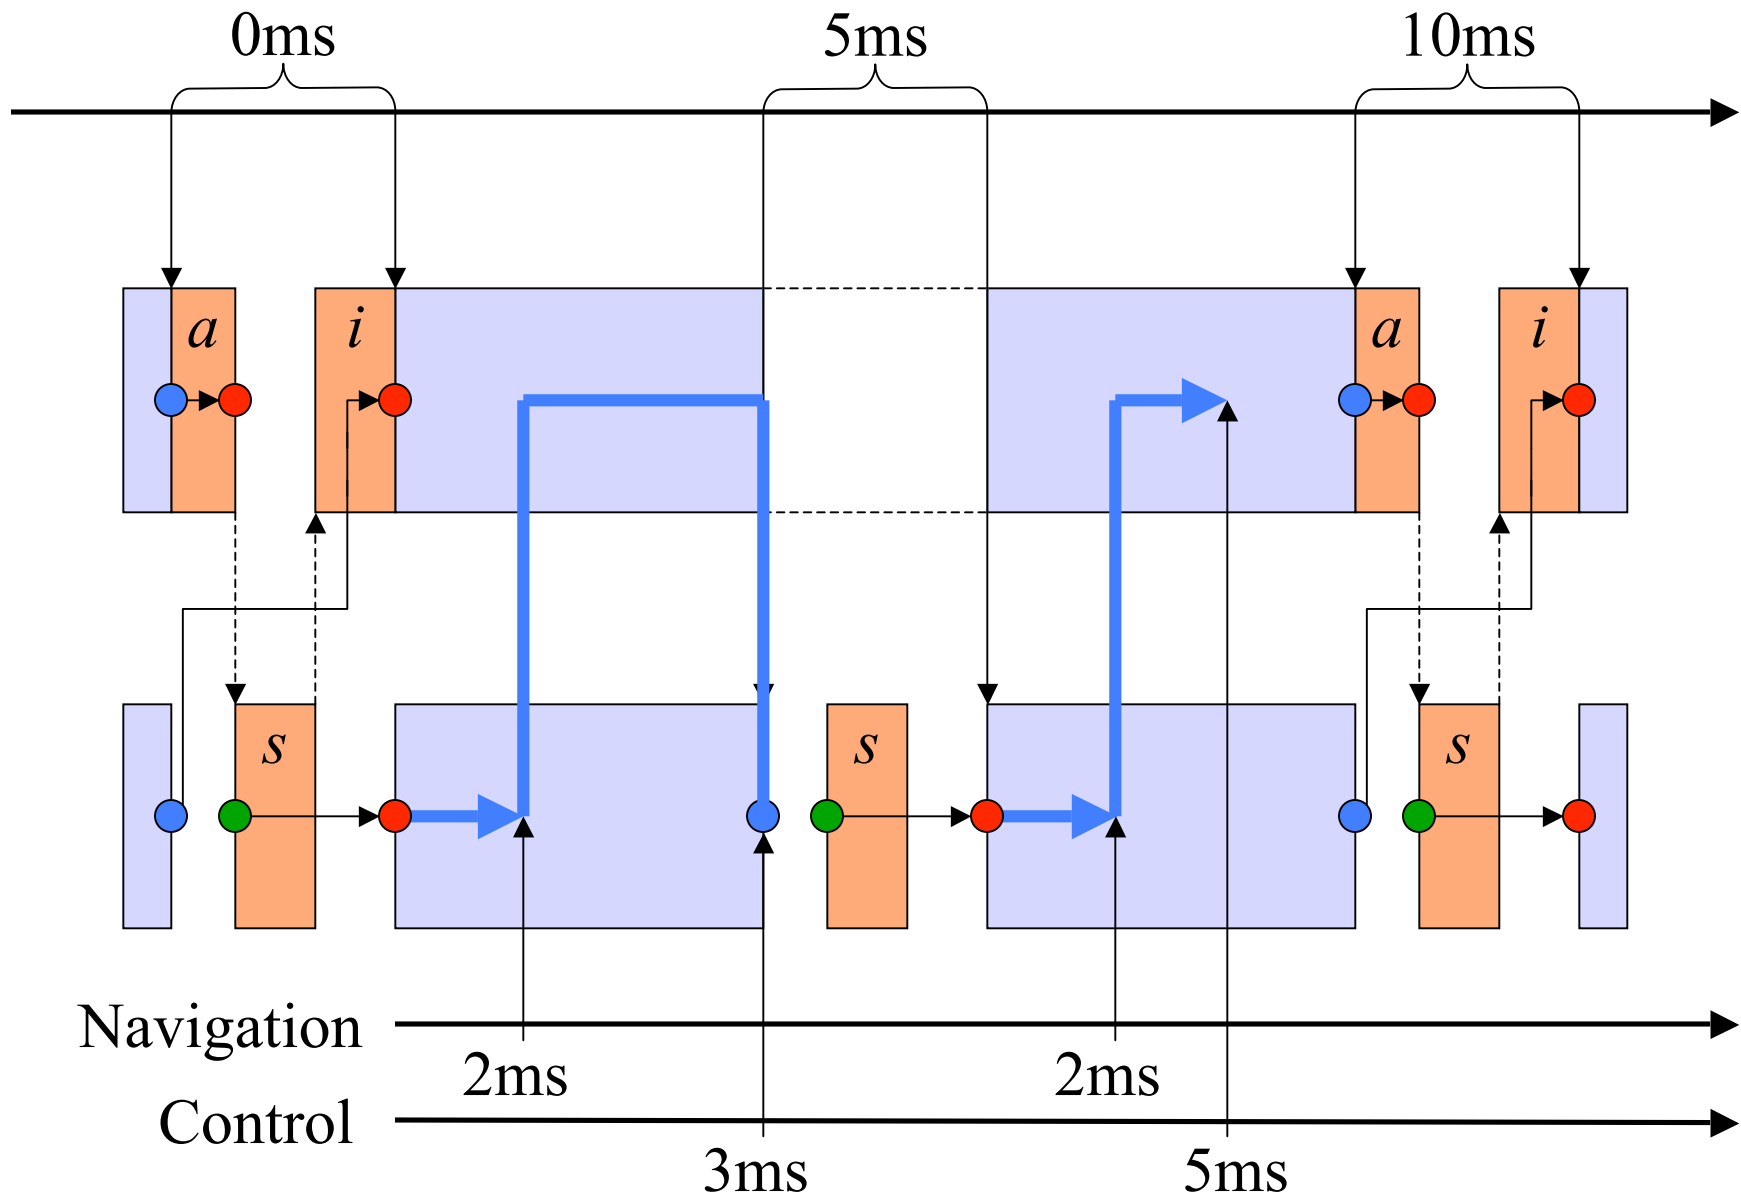 0ms 5ms 10ms
a i a i
s s s
Navigation
2ms 2ms
Control
3ms 5ms